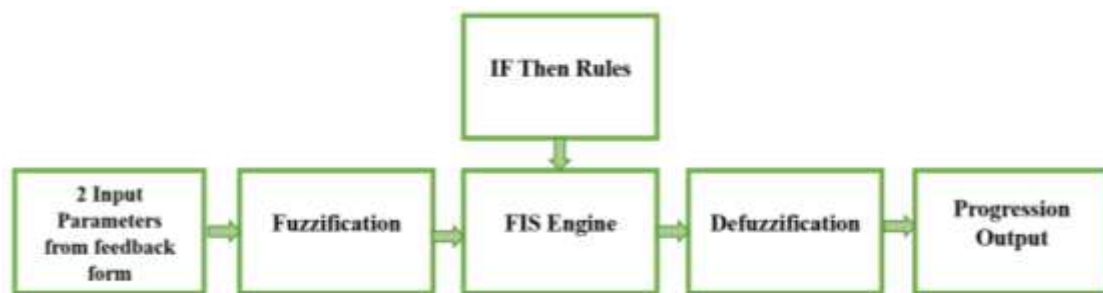 IF Then Rules
2 Input
Parameters
from feedback
form
Fuzzification
FIS Engine
Defuzzification
Progression
Output